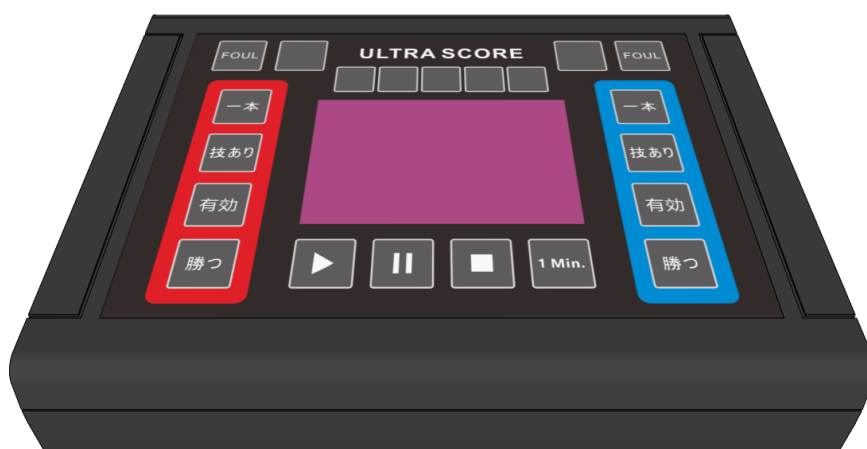 ULTRA SCORE
FOUL
FOUL
一本
技あり
有効
勝つ
一本
技あり
有効
勝つ
1 Min.